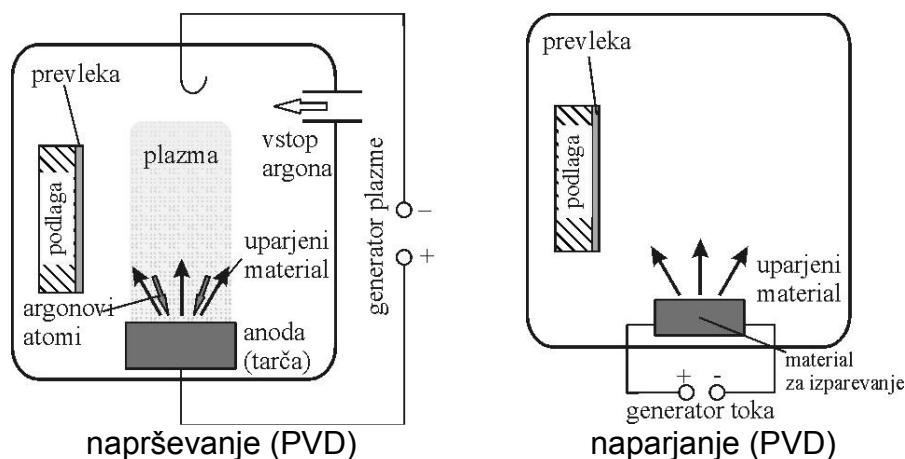 prevleka
plazma
podlaga
vstop
argona
generator plazme
–
+
uparjeni
material
argonovi
atomi
anoda
(tarča)
naprševanje (PVD)
prevleka
podlaga
uparjeni
material
material
za izparevanje
+ -
generator toka
naparjanje (PVD)